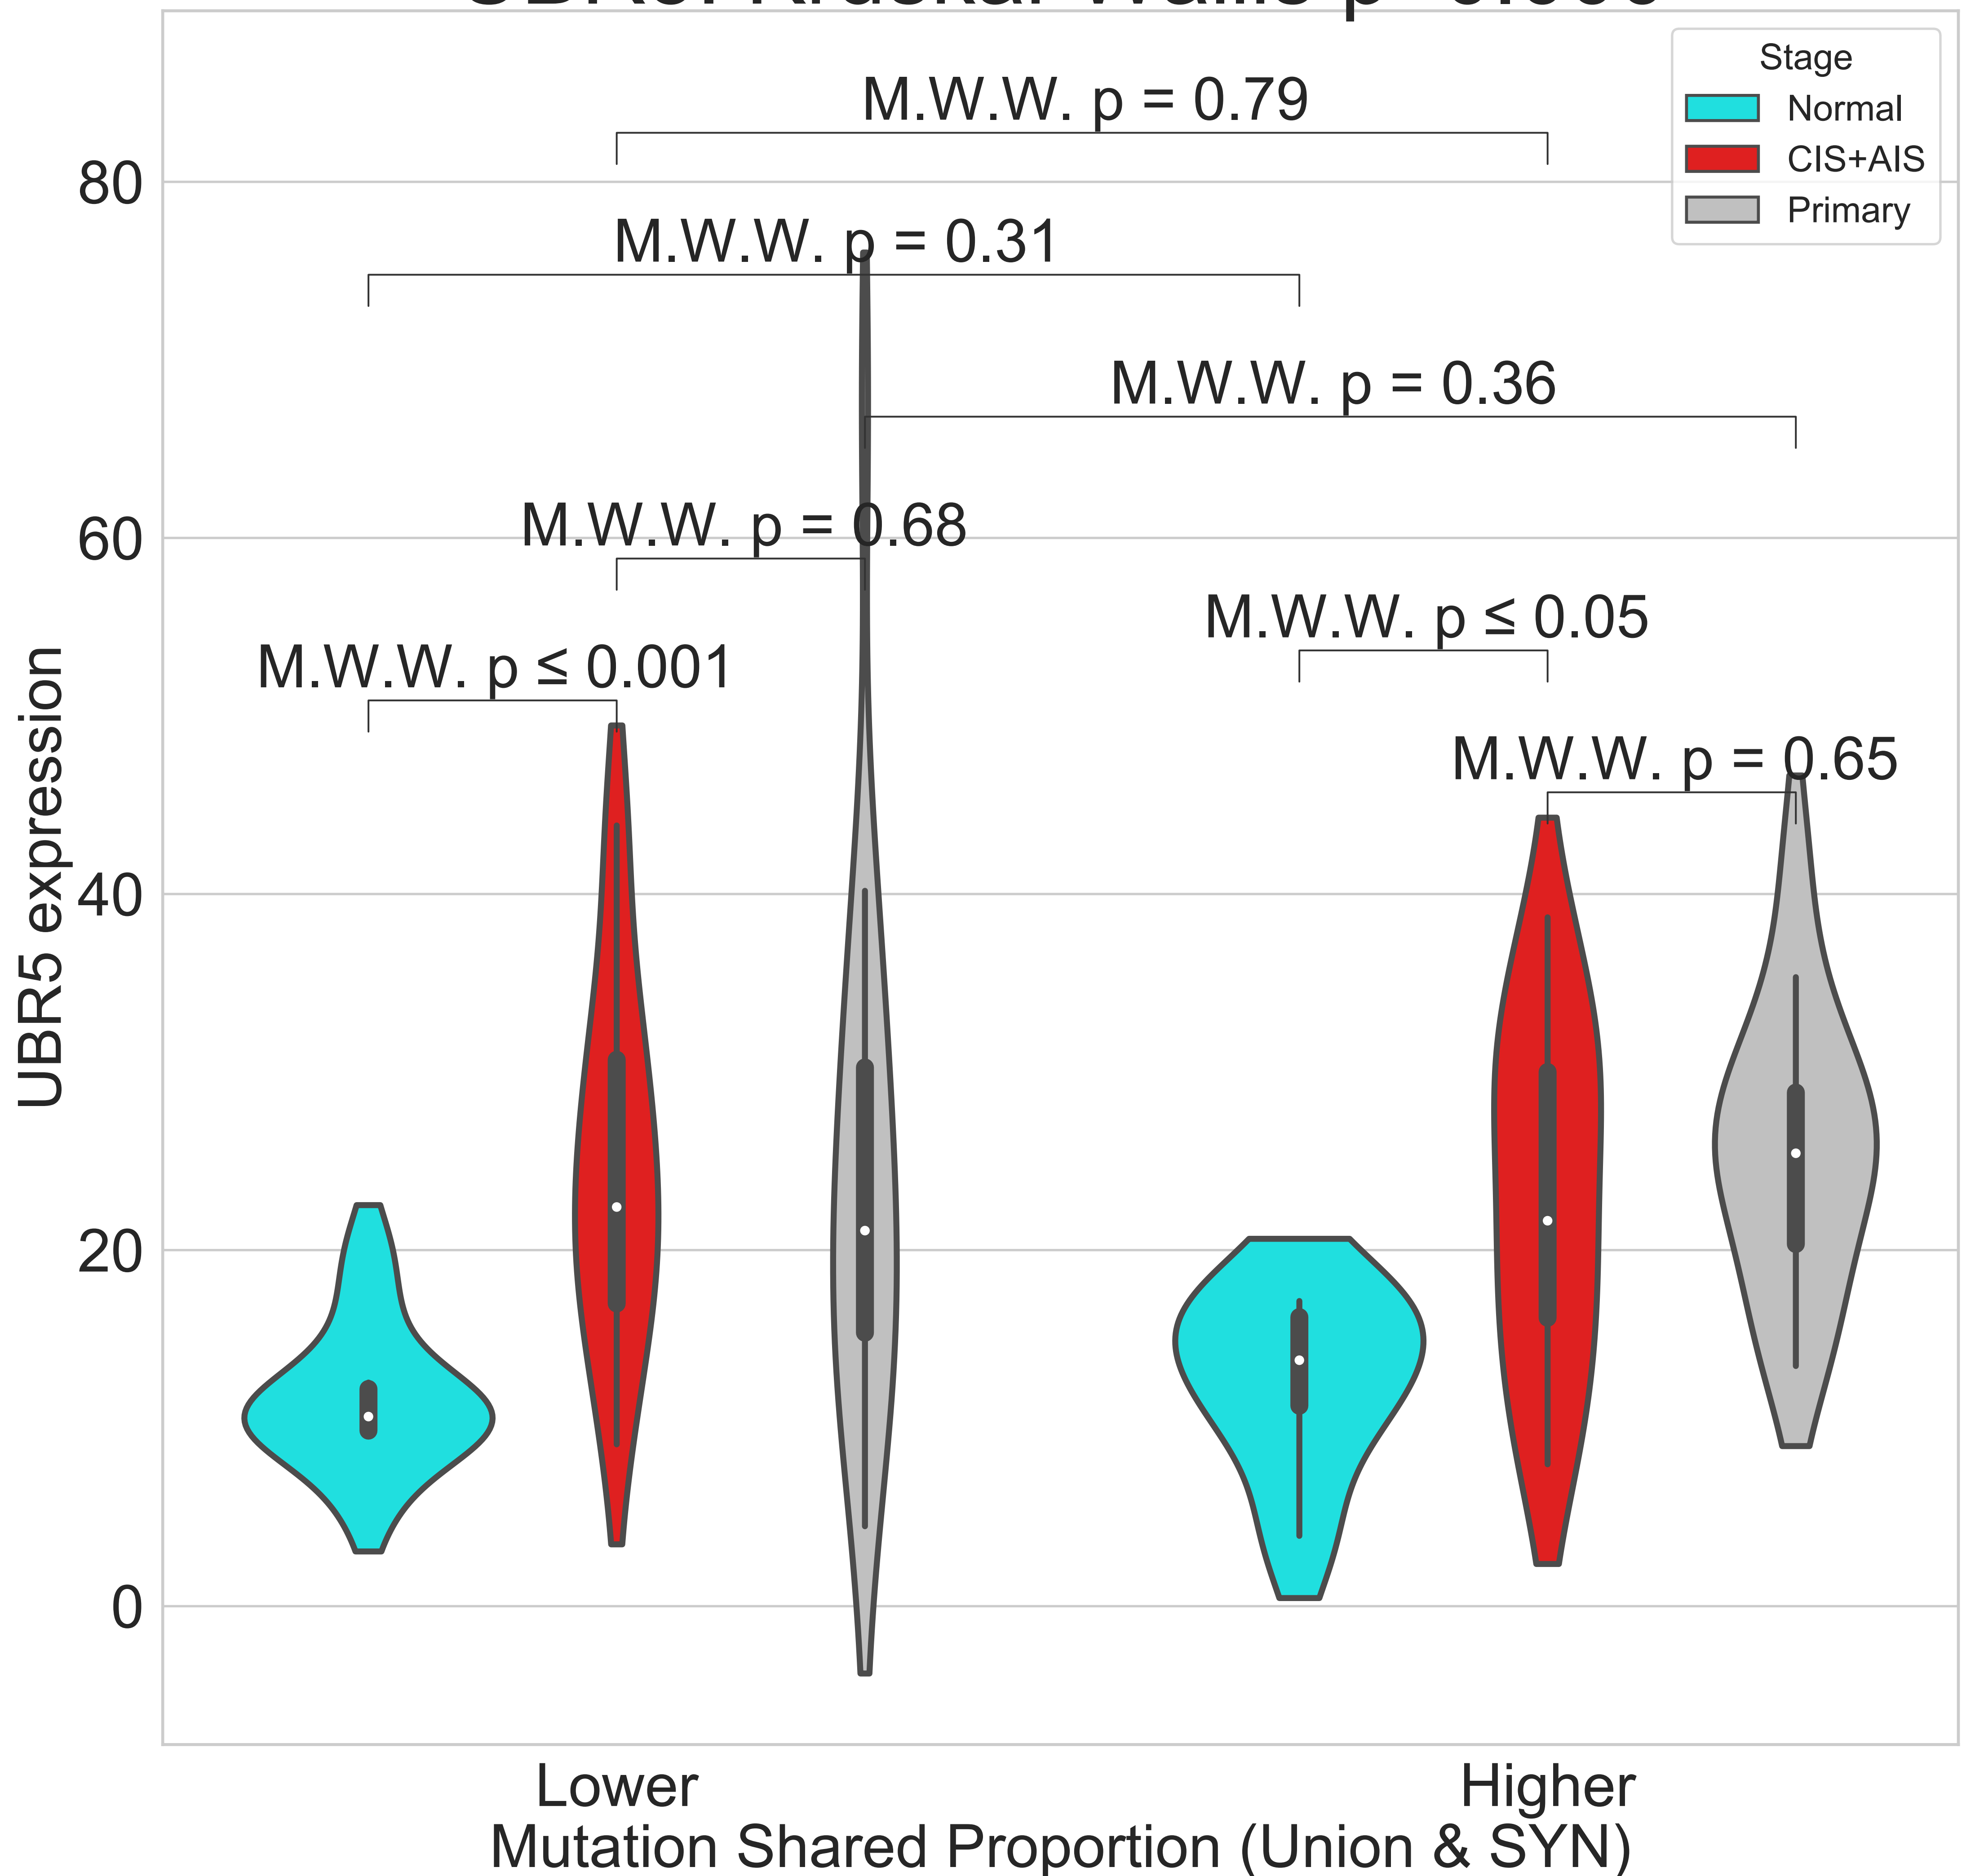 Stage
Normal
CIS+AIS
Primary
M.W.W. p = 0.79
80
M.W.W. p = 0.31
M.W.W. p = 0.36
60
M.W.W. p = 0.68
M.W.W. p ≤ 0.05
M.W.W. p ≤ 0.001
M.W.W. p = 0.65
UBR5 expression
40
20
0
Lower
Higher
Mutation Shared Proportion (Union & SYN)